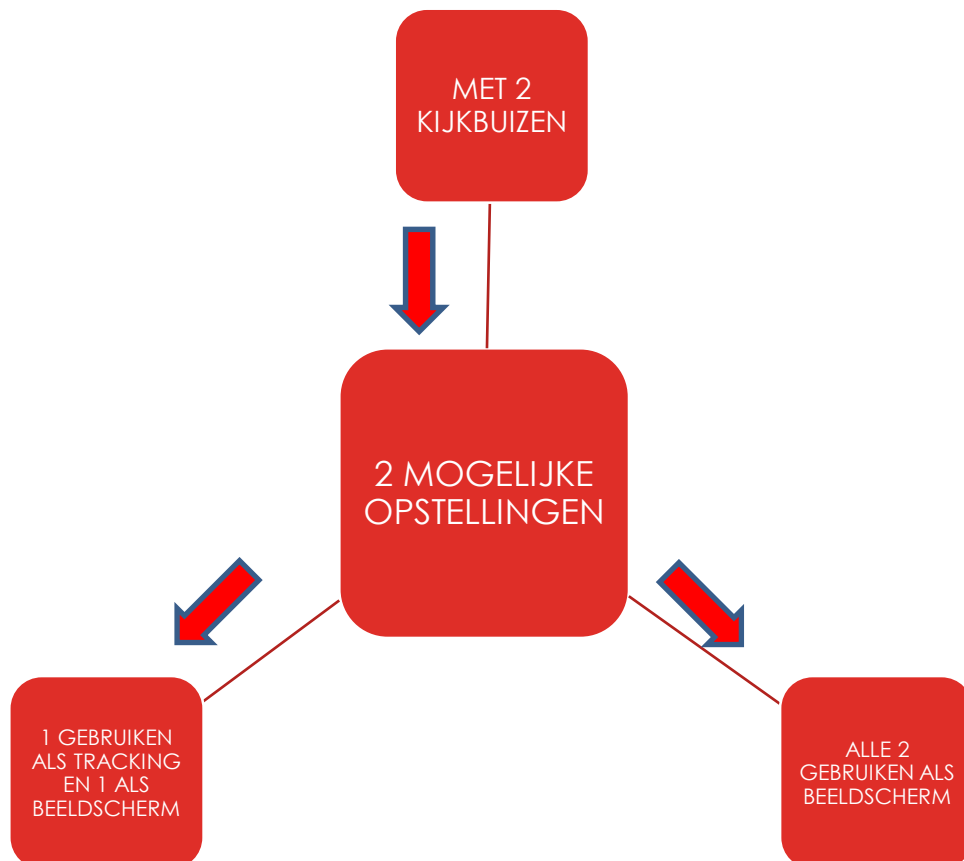 MET 2
KIJKBUIZEN
2 MOGELIJKE
OPSTELLINGEN
1 GEBRUIKEN
ALS TRACKING
EN 1 ALS
BEELDSCHERM
ALLE 2
GEBRUIKEN ALS
BEELDSCHERM